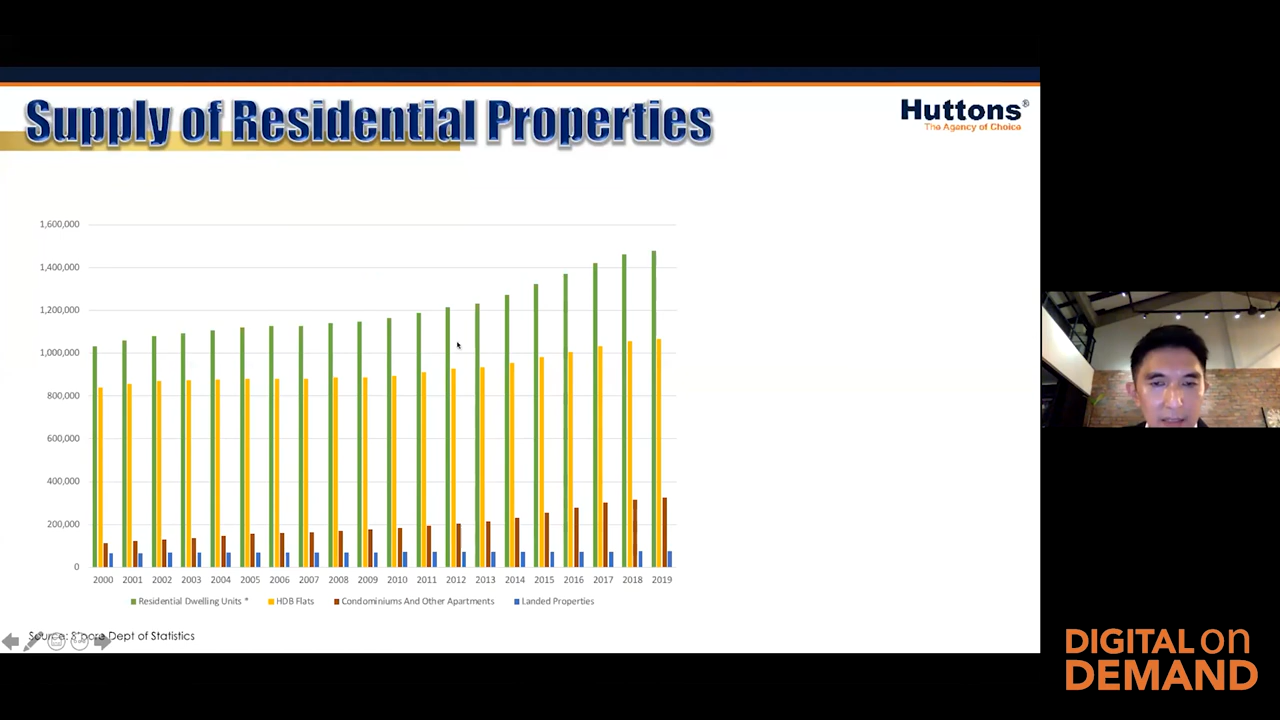 Supply of Residential Properties
Huttons®
The Agency of Choice
1,600,000
1,400,000
1,200,000
1,000,000
800,000
600,000
400,000
200,000
0
2000 2001 2002 2003 2004 2005 2006 2007 2008 2009 2010 2011 2012 2013 2014 2015 2016 2017 2018 2019
Residential Dwelling Units * HDB Flats Condominiums And Other Apartments Landed Properties
Source: S'pore Dept of Statistics
DIGITAL on
DEMAND